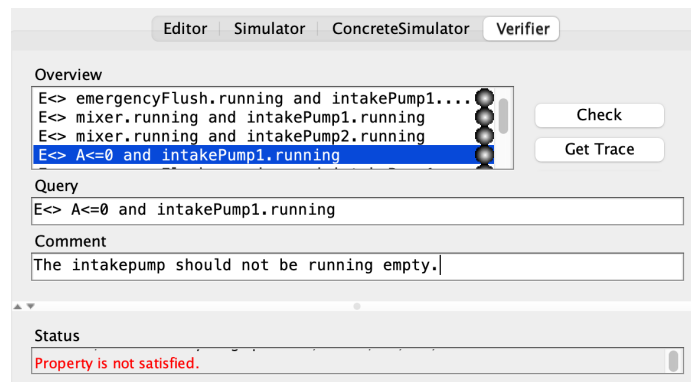 Editor Simulator ConcreteSimulator Verifier
Overview
E<> emergencyFlush.running and intakePump1....
E<> mixer.running and intakePump1.running
E<> mixer.running and intakePump2.running
E<> A<=0 and intakePump1.running
Check
Get Trace
Query
E<> A<=0 and intakePump1.running
Comment
The intakepump should not be running empty.
Status
Property is not satisfied.